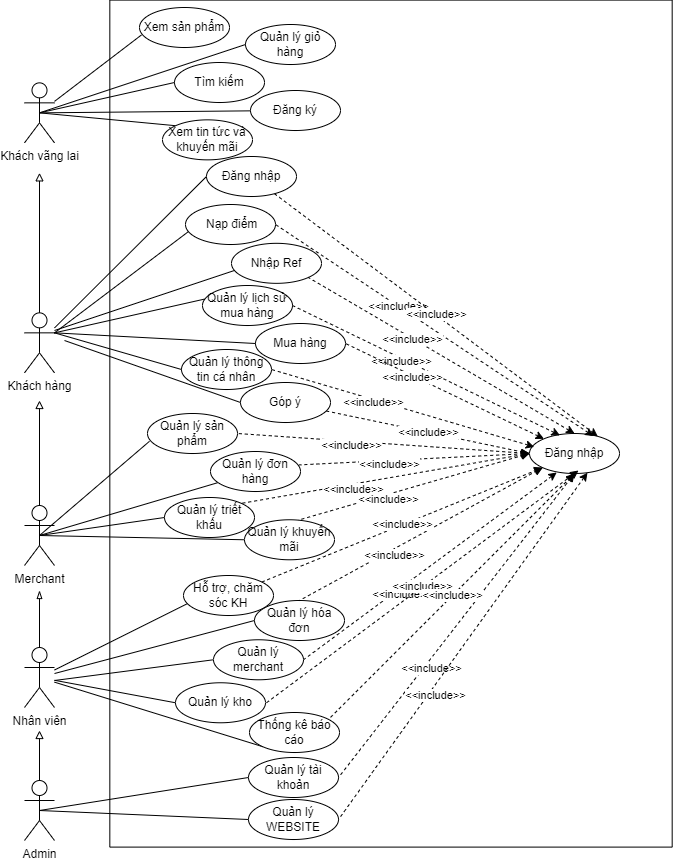 Xem sản phẩm
Quản lý giỏ
hàng
Tìm kiếm
Đăng ký
Xem tin tức và
khuyến mãi
Khách vãng lai
Đăng nhập
Nạp điểm
Nhập Ref
Quản lý lịch sử
mua hàng
<<include>>
<<include>>
Mua hàng
<<include>>
Quản lý thông
tin cá nhân
<<include>>
<<include>>
Khách hàng
Góp ý
<<include>>
Quản lý sản
phẩm
<<include>>
<<include>>
Đăng nhập
Quản lý đơn
hàng
<<include>>
Quản lý triết
khấu
<<include>>
<<include>>
Quản lý khuyến
mãi
<<include>>
Merchant
<<include>>
Hỗ trợ, chăm
sóc KH
<<include>>
<<include>>
<<include>>
Quản lý hóa
đơn
Quản lý
merchant
<<include>>
Quản lý kho
<<include>>
Nhân viên
Thống kê báo
cáo
Quản lý tài
khoản
Quản lý
WEBSITE
Admin